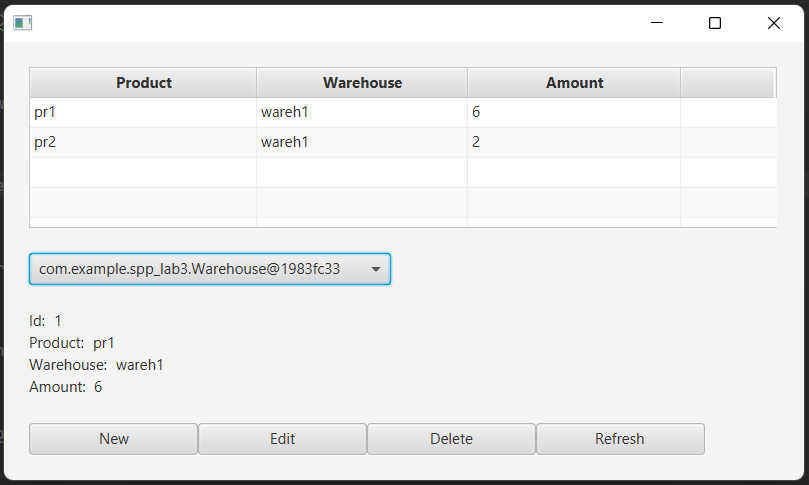 Product Warehouse Amount
pr1 wareh1 6
pr2 wareh1 2
com.example.spp_lab3.Warehouse@1983fc33
Id: 1
Product: pr1
Warehouse: wareh1
Amount: 6
New Edit Delete Refresh